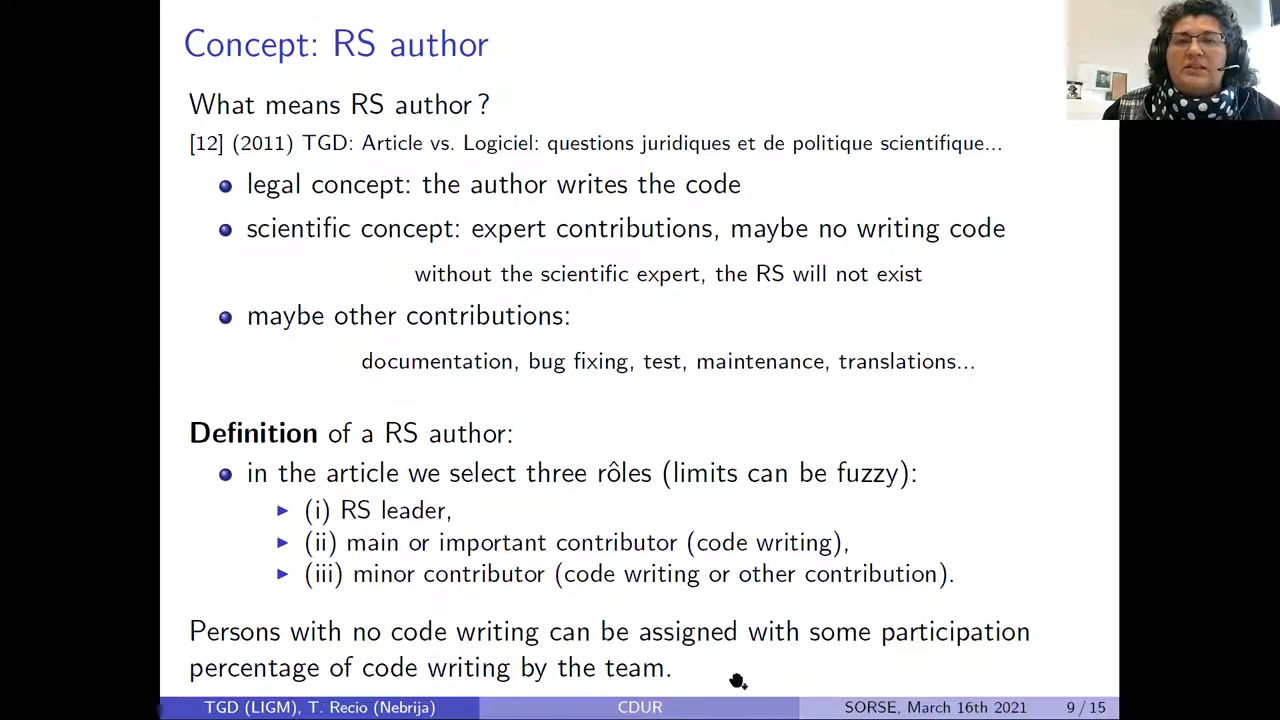 Concept: RS author
What means RS author ?
[12] (2011) TGD: Article vs. Logiciel: questions juridiques et de politique scientifique...
legal concept: the author writes the code
scientific concept: expert contributions, maybe no writing code
without the scientific expert, the RS will not exist
maybe other contributions:
documentation, bug fixing, test, maintenance, translations...
Definition of a RS author:
in the article we select three rôles (limits can be fuzzy):
(i) RS leader,
(ii) main or important contributor (code writing),
(iii) minor contributor (code writing or other contribution).
Persons with no code writing can be assigned with some participation
percentage of code writing by the team.
TGD (LIGM), T. Recio (Nebrija) CDUR SORSE, March 16th 2021 9 / 15